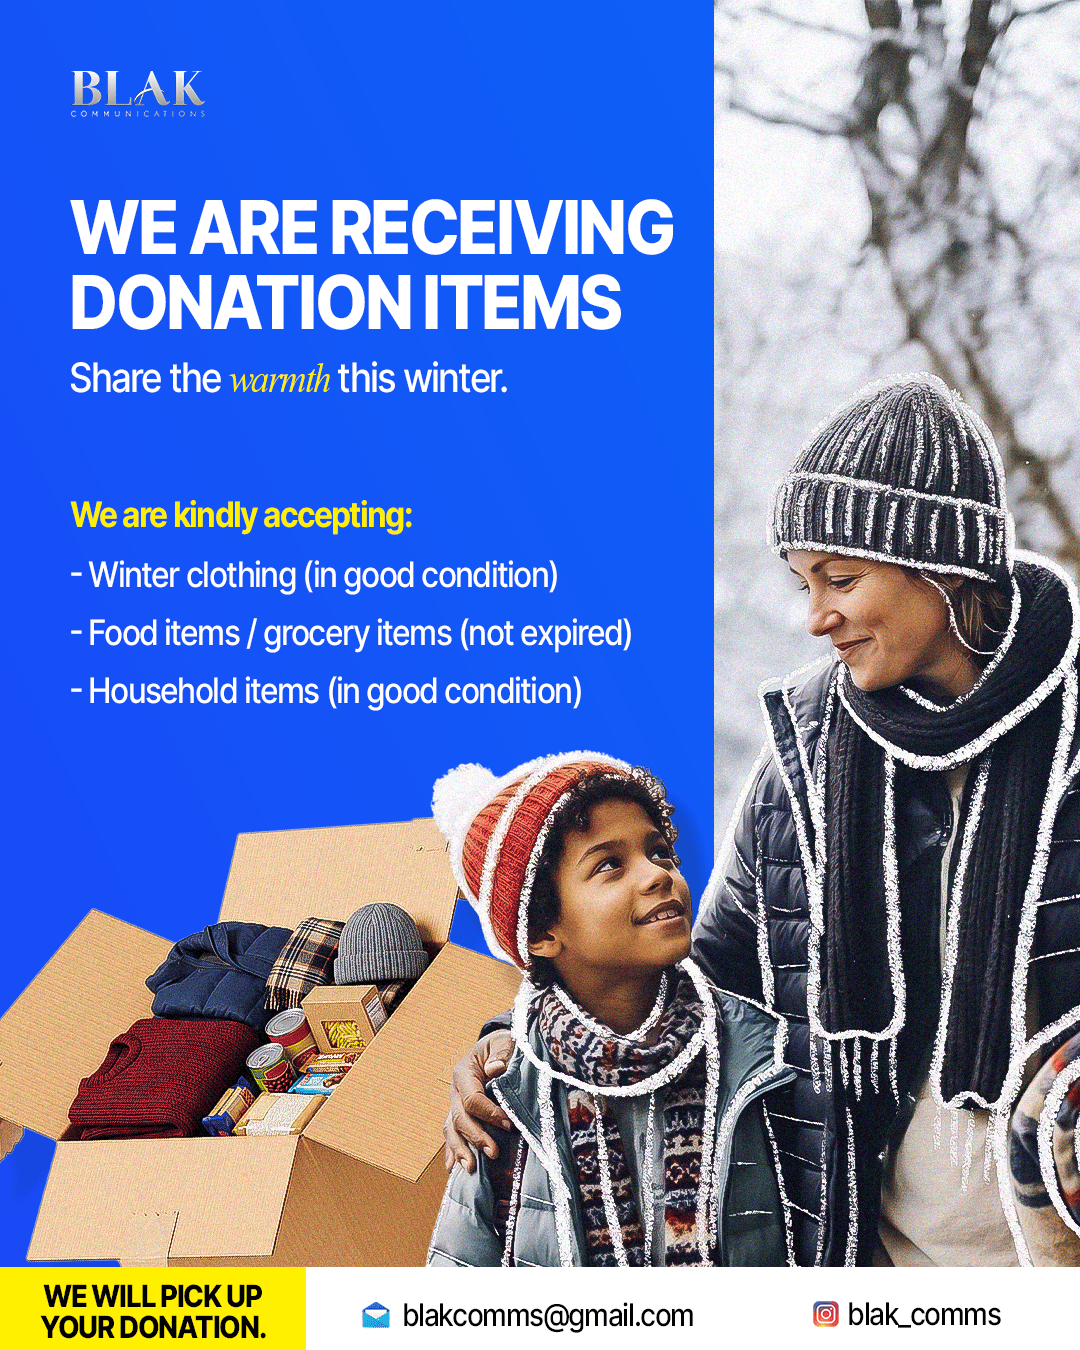 BLAK
COMMUNICATIONS
WE ARE RECEIVING
DONATION ITEMS
Share the warmth this winter.
We are kindly accepting:
- Winter clothing (in good condition)
- Food items / grocery items (not expired)
- Household items (in good condition)
WE WILL PICK UP
YOUR DONATION.
blakcomms@gmail.com
blak_comms